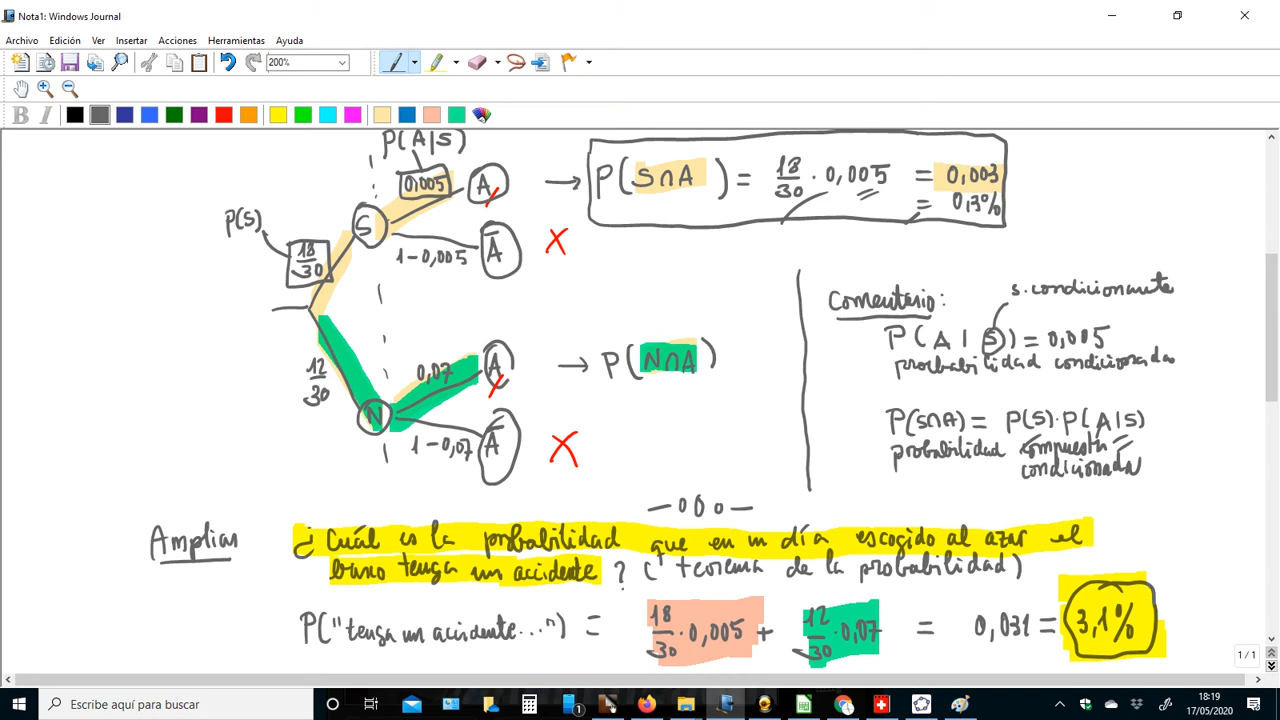 Nota1: Windows Journal
Archivo Edición Ver Insertar Acciones Herramientas Ayuda
200%
B I
P(A|S)
0,005
A
→ P(S∩A) = 18/30 · 0,005 = 0,003
= 0,3%
P(S)
18/30
S
1-0,005
Ā
X
Comentario:
s.condicionante
P(A|S) = 0,005
probabilidad condicionada
12/30
N
0,07
A
→ P(N∩A)
1-0,07
Ā
X
P(S∩A) = P(S)·P(A|S)
probabilidad compuesta
condicionada
—o0o—
Amplias
¿Cuál es la probabilidad que en un día escogido al azar el
buzo tenga un accidente? (+ teorema de la probabilidad)
P("tenga un accidente...") = 18/30 · 0,005 + 12/30 · 0,07 = 0,031 = 3,1%
1/1
Escribe aquí para buscar
18:19
17/05/2020